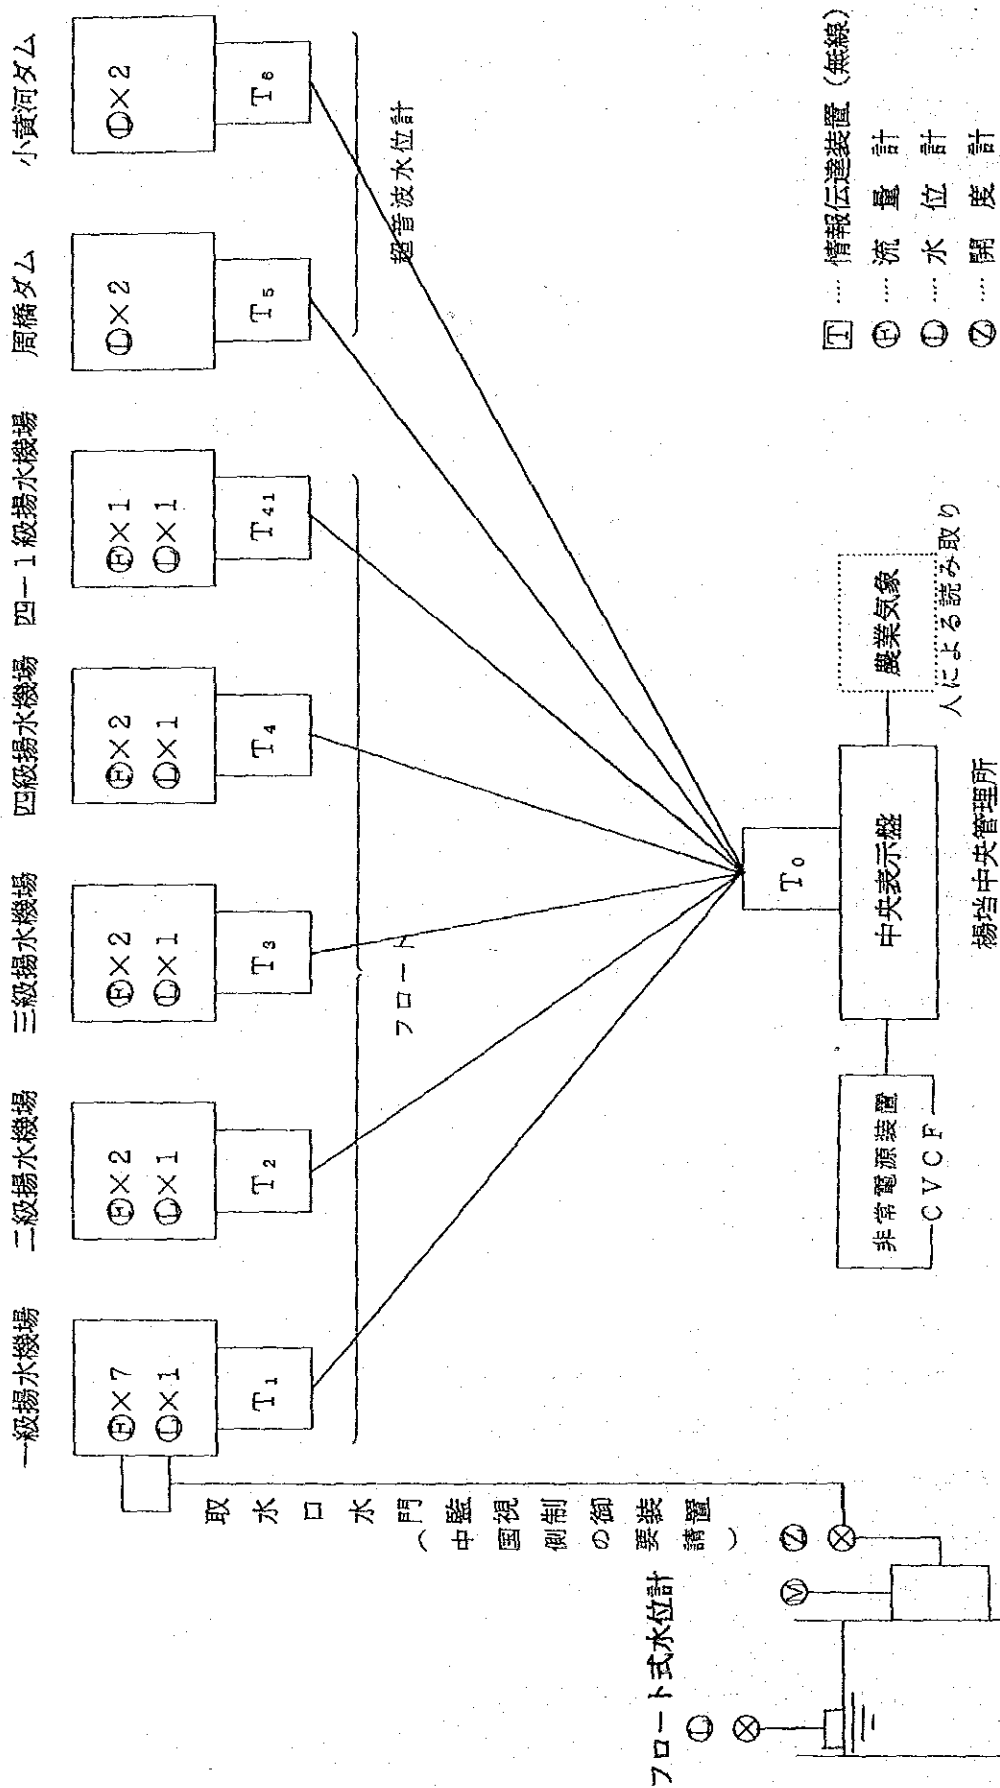 一級揚水機場
二級揚水機場
三級揚水機場
四級揚水機場
四－１級揚水機場
周橋ダム
小黄河ダム
Ⓕ×7
Ⓛ×1
T₁
Ⓕ×2
Ⓛ×1
T₂
Ⓕ×2
Ⓛ×1
T₃
Ⓕ×2
Ⓛ×1
T₄
Ⓕ×1
Ⓛ×1
T₄₁
Ⓛ×2
T₅
Ⓛ×2
T₆
フロート
超音波水位計
取水口水門監視制御装置
（中国側の要請）
フロート式水位計
Ⓛ
Ⓜ
Ⓩ
T₀
中央表示盤
非常電源装置
CVCF
農業気象
人による読み取り
楊垱中央管理所
T ‥‥ 情報伝達装置（無線）
Ⓕ ‥‥ 流量計
Ⓛ ‥‥ 水位計
Ⓩ ‥‥ 開度計